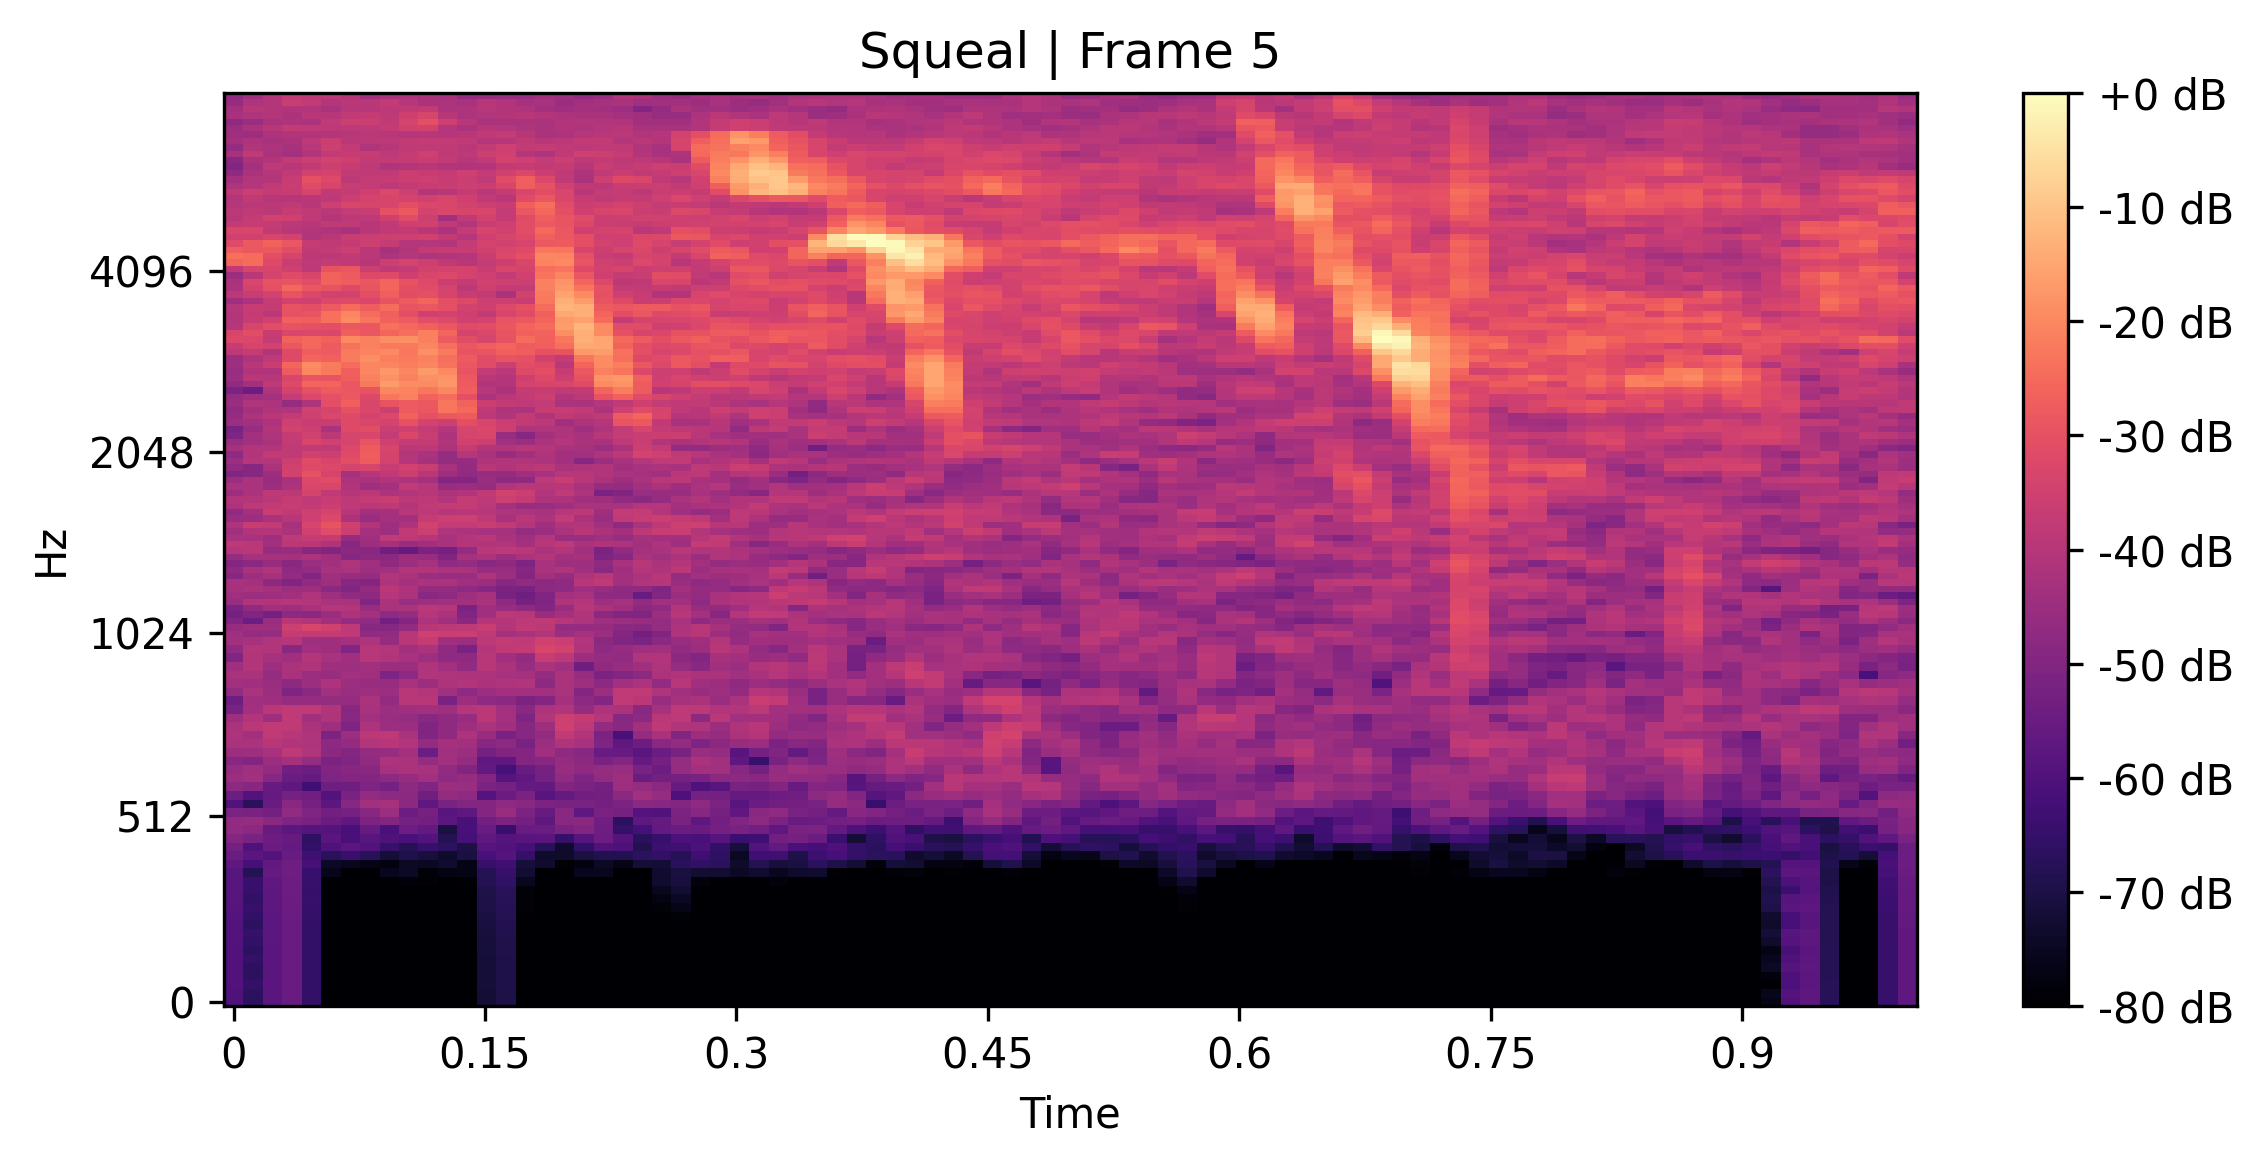 Squeal | Frame 5
Hz
4096
2048
1024
512
0
0 0.15 0.3 0.45 0.6 0.75 0.9
Time
+0 dB
-10 dB
-20 dB
-30 dB
-40 dB
-50 dB
-60 dB
-70 dB
-80 dB